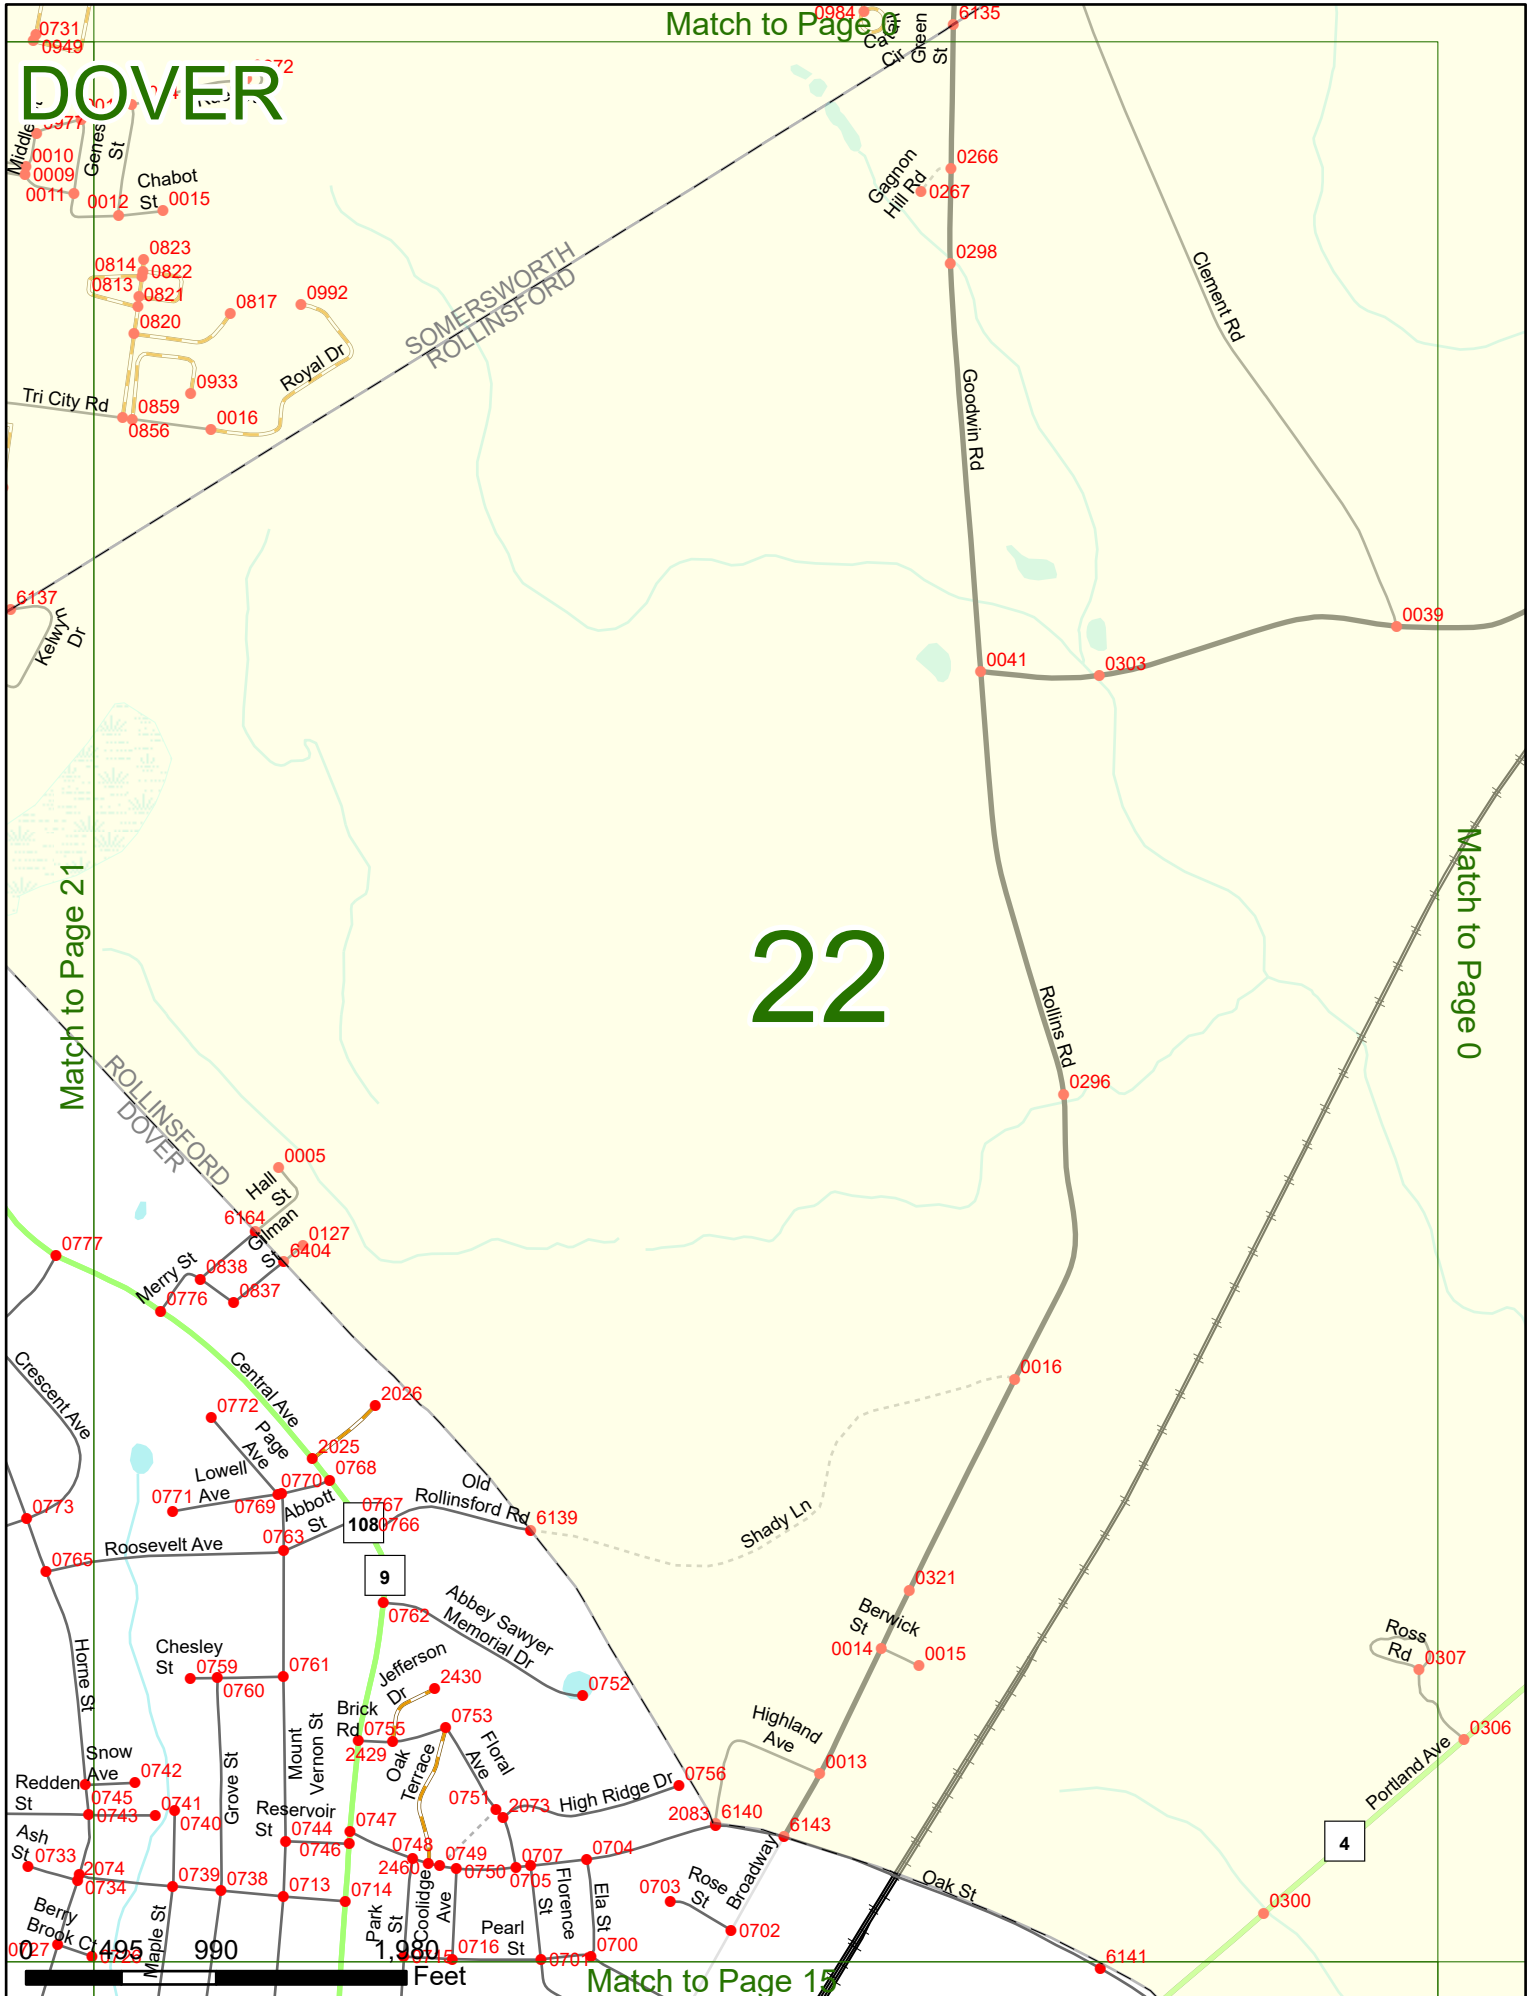 Match to Page 0
DOVER
22
Match to Page 21
Match to Page 0
Match to Page 15
0731
0949
0984
6135
Green
St
Cir
0977
0010
0009
0011
0012
St
Chabot
St
0015
0823
0814
0822
0813
0821
0820
0817
0992
0933
Royal Dr
Tri City Rd
0859
0856
0016
SOMERSWORTH
ROLLINSFORD
0266
Gagnon
Hill Rd
0267
0298
Clement Rd
Goodwin Rd
6137
Kelwyn
Dr
0039
0041
0303
Rollins Rd
0296
ROLLINSFORD
DOVER
0005
Hall
St
6164
Gilman
St
0127
6404
0777
Merry St
0838
0837
0776
Crescent Ave
Central Ave
0772
Page
Ave
2026
2025
0768
Lowell
Ave
0770
0771
0769
Abbott
St
0767
0766
108
Old
Rollinsford Rd
6139
0016
Shady Ln
0773
0763
Roosevelt Ave
0765
9
0762
Abbey Sawyer
Memorial Dr
0752
0321
Berwick
St
0014
0015
Ross
Rd
0307
0306
Portland Ave
4
0300
Horne St
Chesley
St
0759
0760
0761
Jefferson
Dr
2430
Brick
Rd
0755
2429
0753
Oak
Terrace
Floral
Ave
Mount
Vernon St
Grove St
Snow
Ave
0742
Redden
St
0745
0743
0741
0740
Reservoir
St
0744
0746
0747
0751
2073
High Ridge Dr
0756
Highland
Ave
0013
2083
6140
6143
Ash
St
0733
2074
0734
0739
0738
0713
0714
0748
2460
0749
0750
0707
0705
0704
Coolidge
Ave
Park
St
Florence
St
Ela St
Rose
St
0703
0702
Broadway
Oak St
6141
Berry
Brook Ct
0727
Maple St
Pearl
St
0716
0701
0700
0
495
990
1,980
Feet